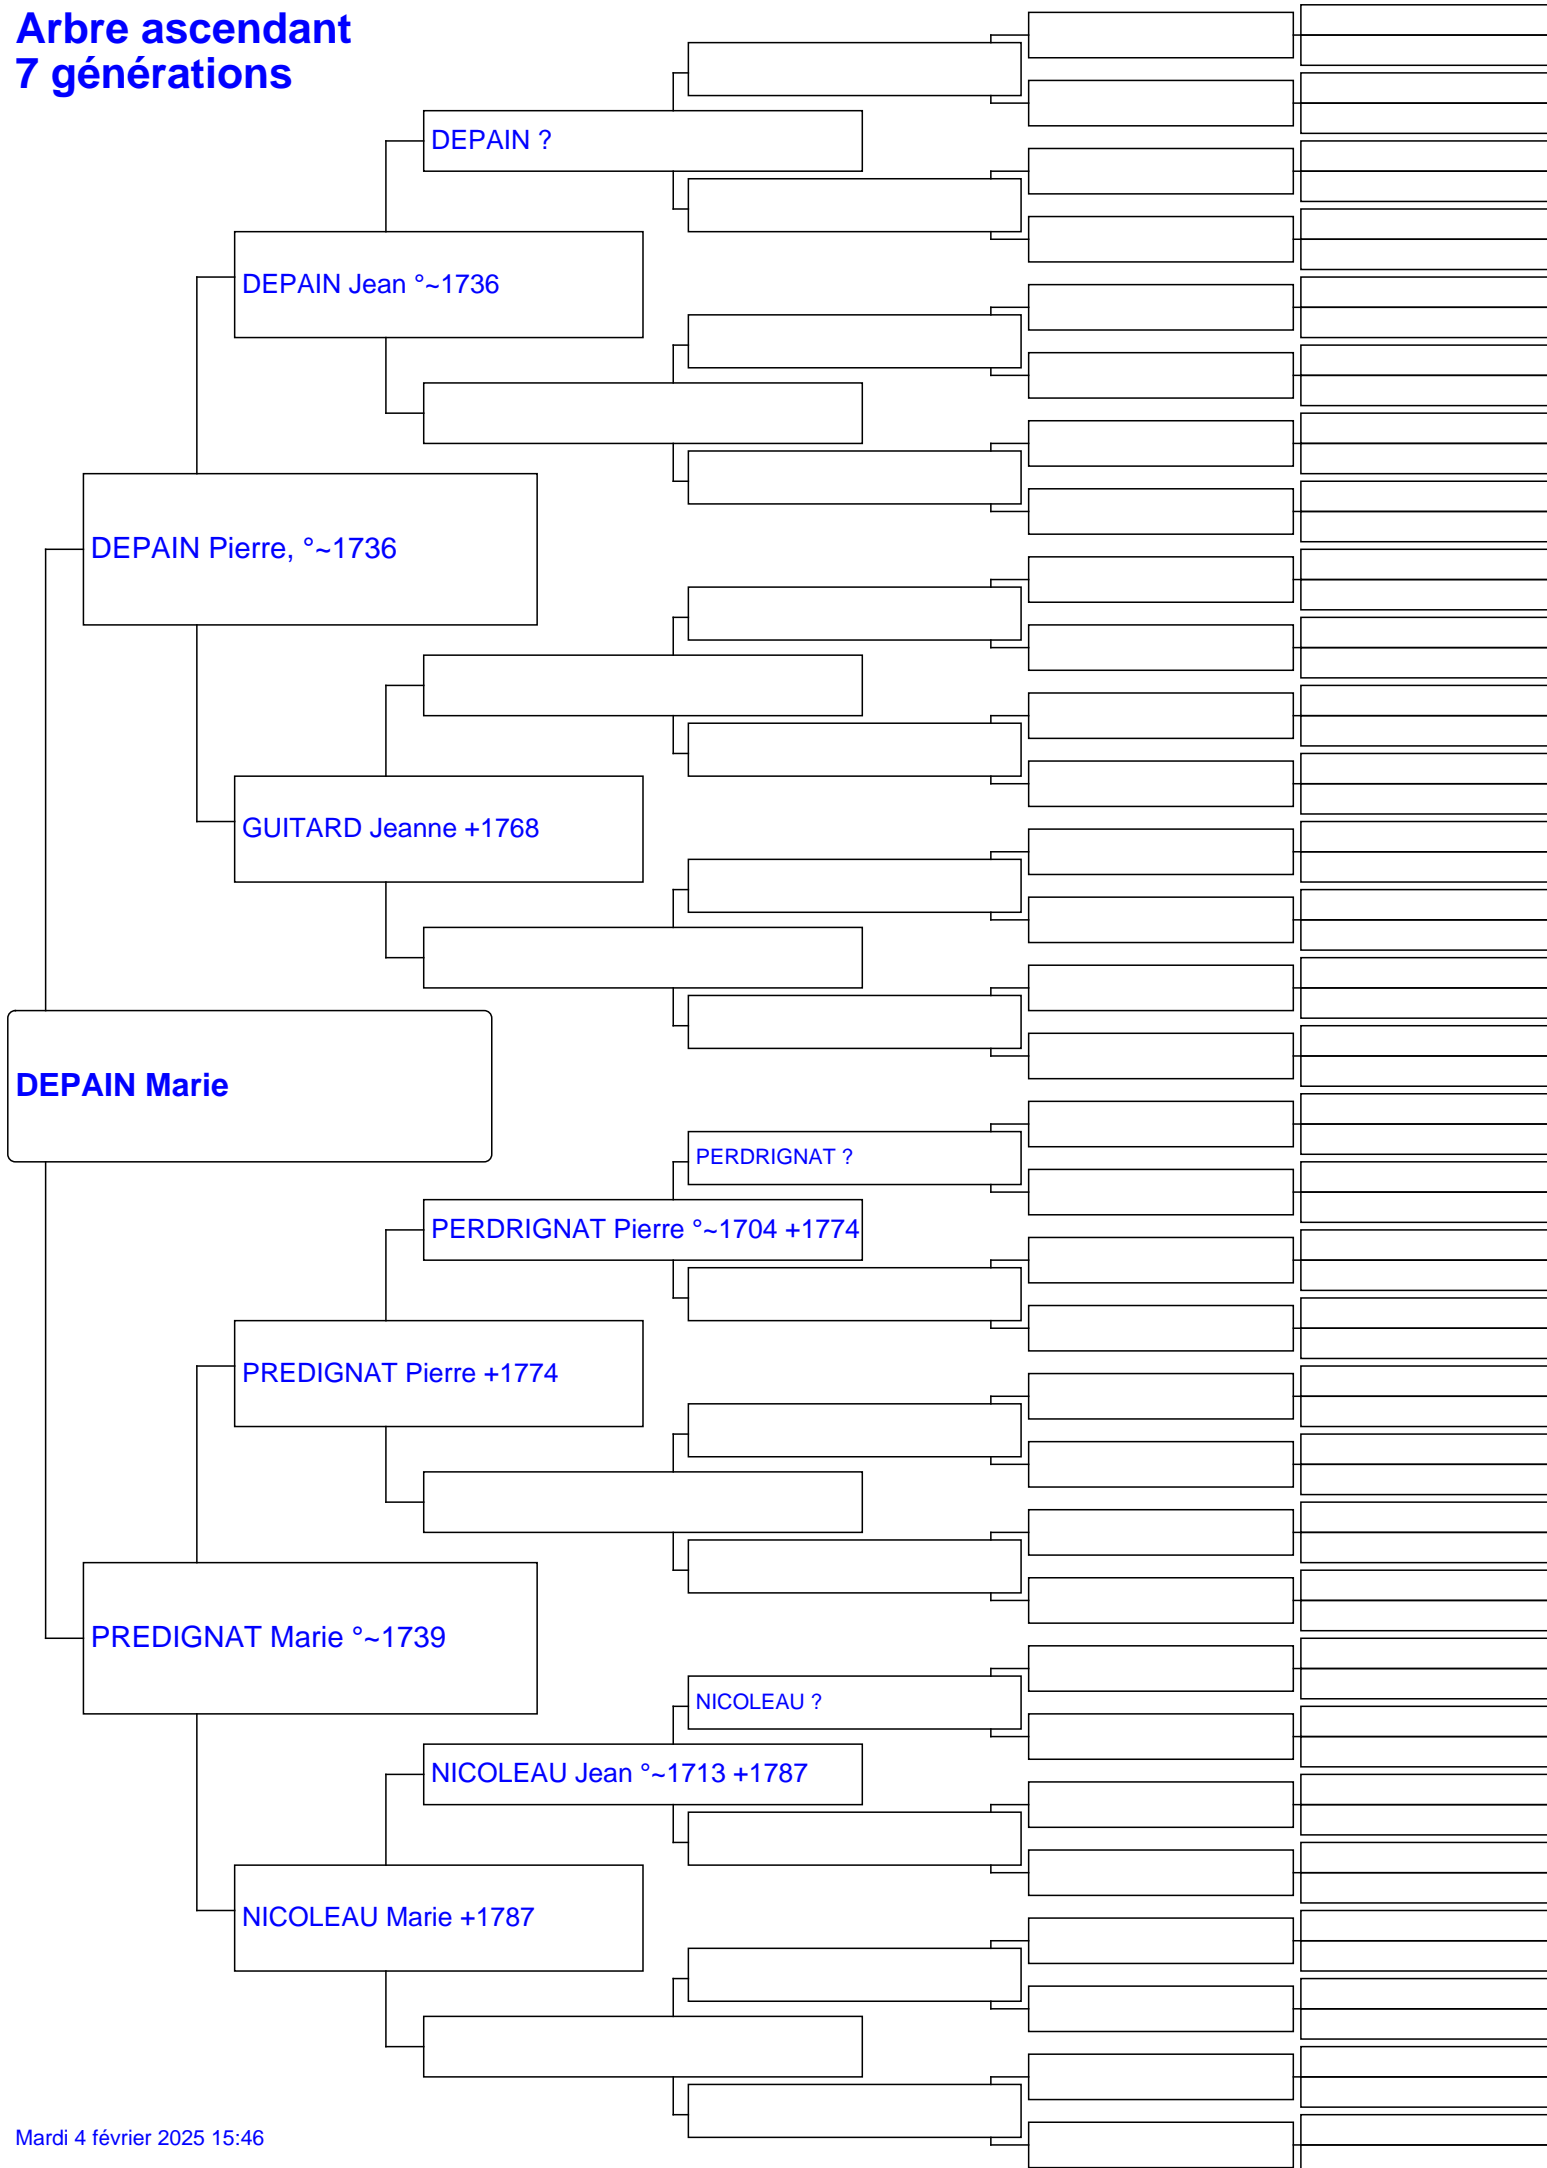 Arbre ascendant
7 générations
DEPAIN ?
DEPAIN Jean °~1736
DEPAIN Pierre, °~1736
GUITARD Jeanne +1768
DEPAIN Marie
PERDRIGNAT ?
PERDRIGNAT Pierre °~1704 +1774
PREDIGNAT Pierre +1774
PREDIGNAT Marie °~1739
NICOLEAU ?
NICOLEAU Jean °~1713 +1787
NICOLEAU Marie +1787
Mardi 4 février 2025 15:46